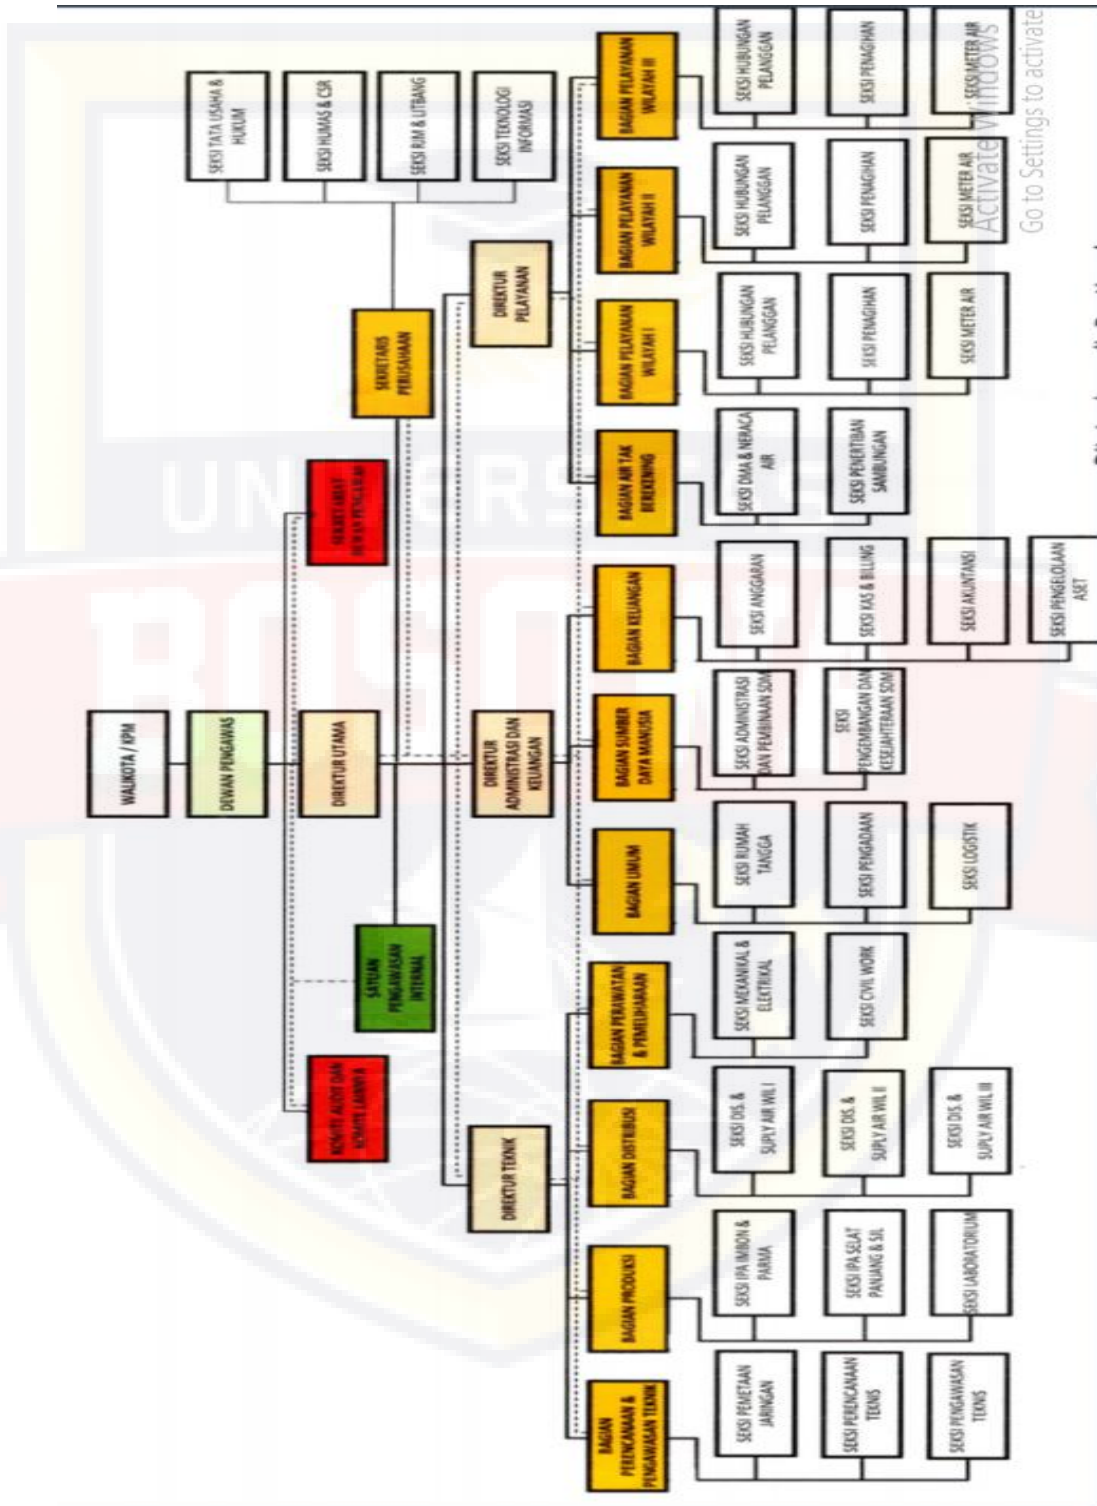 WALIKOTA / KPM
DEWAN PENGAWAS
DIREKTUR UTAMA
KOMITE AUDIT DAN
KOMITE LAINNYA
SEKRETARIAT
DEWAN PENGAWAS
SATUAN
PENGAWASAN
INTERNAL
SEKRETARIS
PERUSAHAAN
SEKSI TATA USAHA &
HUKUM
SEKSI HUMAS & CSR
SEKSI RJM & LITBANG
SEKSI TEKNOLOGI
INFORMASI
DIREKTUR TEKNIK
DIREKTUR
ADMINISTRASI DAN
KEUANGAN
DIREKTUR
PELAYANAN
BAGIAN
PERENCANAAN &
PENGAWASAN TEKNIK
SEKSI PEMETAAN
JARINGAN
SEKSI PERENCANAAN
TEKNIS
SEKSI PENGAWASAN
TEKNIS
BAGIAN PRODUKSI
SEKSI IPA IMBON &
PARMA
SEKSI IPA SELAT
PANJANG & SJL
SEKSI LABORATORIUM
BAGIAN DISTRIBUSI
SEKSI DIS. &
SUPLY AIR WIL I
SEKSI DIS. &
SUPLY AIR WIL II
SEKSI DIS. &
SUPLY AIR WIL III
BAGIAN PERAWATAN
& PEMELIHARAAN
SEKSI MEKANIKAL &
ELEKTRIKAL
SEKSI CIVIL WORK
BAGIAN UMUM
SEKSI RUMAH
TANGGA
SEKSI PENGADAAN
SEKSI LOGISTIK
BAGIAN SUMBER
DAYA MANUSIA
SEKSI ADMINISTRASI
DAN PEMBINAAN SDM
SEKSI
PENGEMBANGAN DAN
KESEJAHTERAAN SDM
BAGIAN KEUANGAN
SEKSI ANGGARAN
SEKSI KAS & BILLING
SEKSI AKUNTANSI
SEKSI PENGELOLAAN
ASET
BAGIAN AIR TAK
BEREKENING
SEKSI DMA & NERACA
AIR
SEKSI PENERTIBAN
SAMBUNGAN
BAGIAN PELAYANAN
WILAYAH I
SEKSI HUBUNGAN
PELANGGAN
SEKSI PENAGIHAN
SEKSI METER AIR
BAGIAN PELAYANAN
WILAYAH II
SEKSI HUBUNGAN
PELANGGAN
SEKSI PENAGIHAN
SEKSI METER AIR
BAGIAN PELAYANAN
WILAYAH III
SEKSI HUBUNGAN
PELANGGAN
SEKSI PENAGIHAN
SEKSI METER AIR
Activate Windows
Go to Settings to activate
UNIVERSITAS
BOSOWA